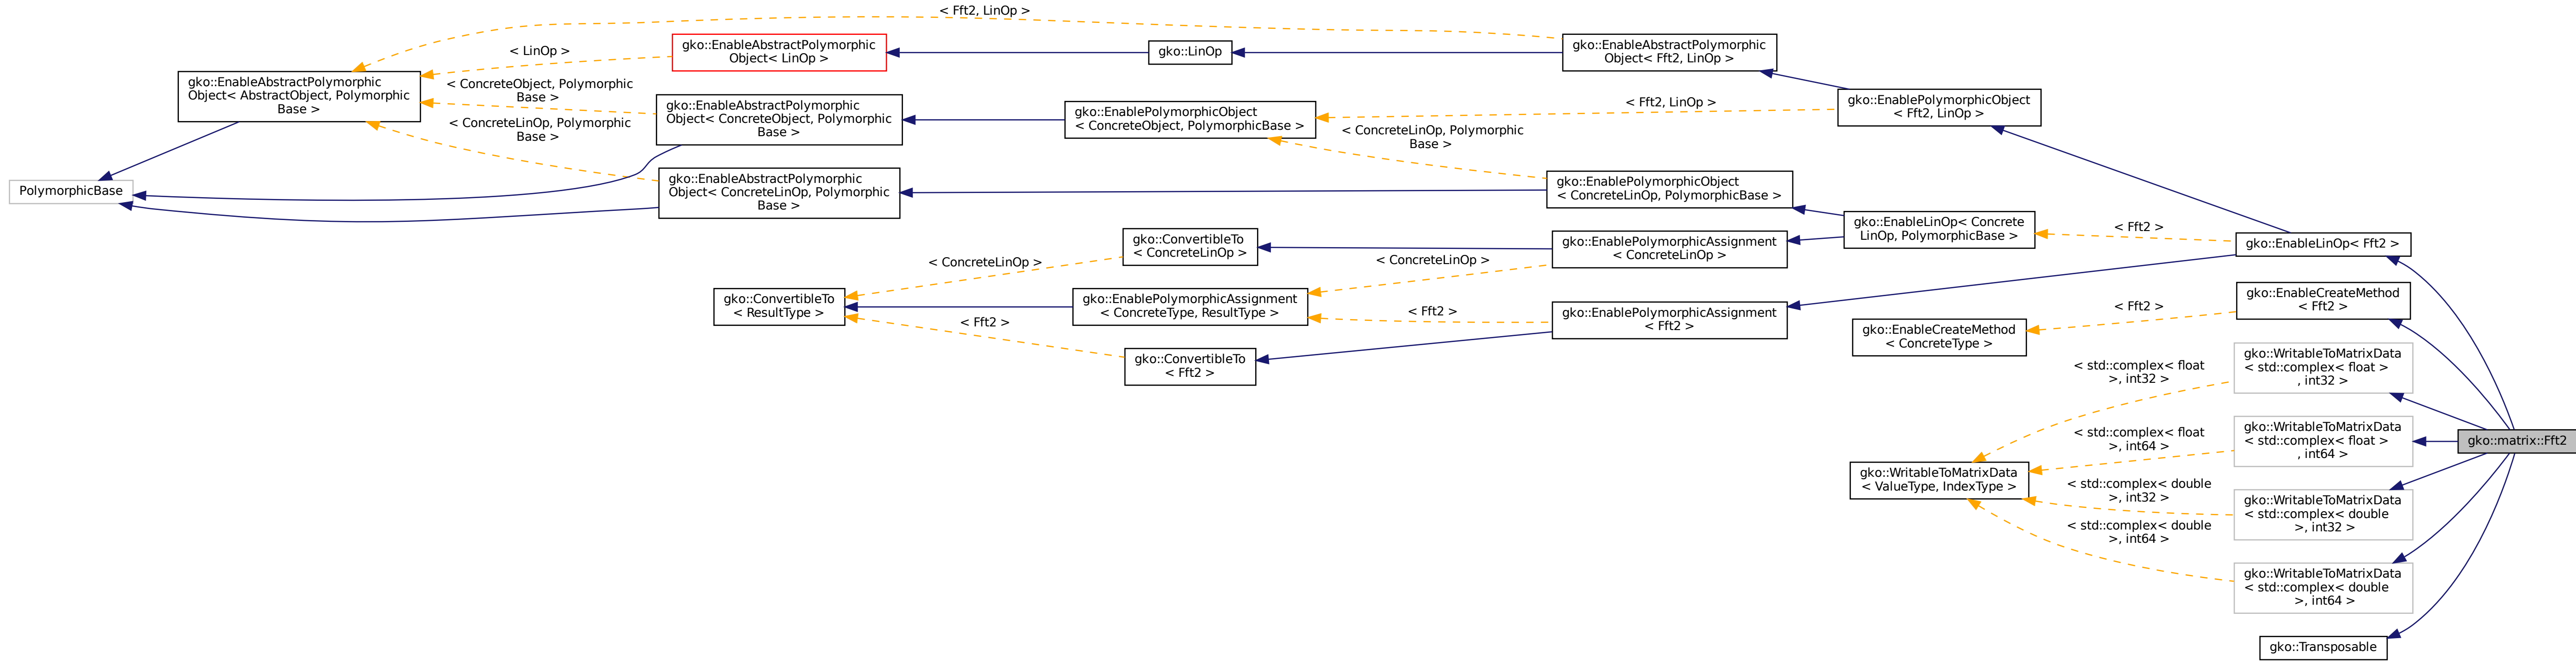 < Fft2, LinOp >
gko::EnableAbstractPolymorphic
Object< LinOp >
< LinOp >
gko::LinOp
gko::EnableAbstractPolymorphic
Object< Fft2, LinOp >
gko::EnableAbstractPolymorphic
Object< AbstractObject, Polymorphic
Base >
< ConcreteObject, Polymorphic
Base >
< ConcreteLinOp, Polymorphic
Base >
gko::EnableAbstractPolymorphic
Object< ConcreteObject, Polymorphic
Base >
gko::EnablePolymorphicObject
< ConcreteObject, PolymorphicBase >
< Fft2, LinOp >
gko::EnablePolymorphicObject
< Fft2, LinOp >
< ConcreteLinOp, Polymorphic
Base >
PolymorphicBase
gko::EnableAbstractPolymorphic
Object< ConcreteLinOp, Polymorphic
Base >
gko::EnablePolymorphicObject
< ConcreteLinOp, PolymorphicBase >
gko::EnableLinOp< Concrete
LinOp, PolymorphicBase >
< Fft2 >
gko::EnableLinOp< Fft2 >
gko::ConvertibleTo
< ConcreteLinOp >
gko::EnablePolymorphicAssignment
< ConcreteLinOp >
< ConcreteLinOp >
< ConcreteLinOp >
gko::ConvertibleTo
< ResultType >
gko::EnablePolymorphicAssignment
< ConcreteType, ResultType >
< Fft2 >
< Fft2 >
gko::EnablePolymorphicAssignment
< Fft2 >
gko::ConvertibleTo
< Fft2 >
gko::EnableCreateMethod
< ConcreteType >
< Fft2 >
gko::EnableCreateMethod
< Fft2 >
< std::complex< float
>, int32 >
gko::WritableToMatrixData
< std::complex< float >
, int32 >
< std::complex< float
>, int64 >
gko::WritableToMatrixData
< std::complex< float >
, int64 >
gko::matrix::Fft2
gko::WritableToMatrixData
< ValueType, IndexType >
< std::complex< double
>, int32 >
gko::WritableToMatrixData
< std::complex< double
>, int32 >
< std::complex< double
>, int64 >
gko::WritableToMatrixData
< std::complex< double
>, int64 >
gko::Transposable